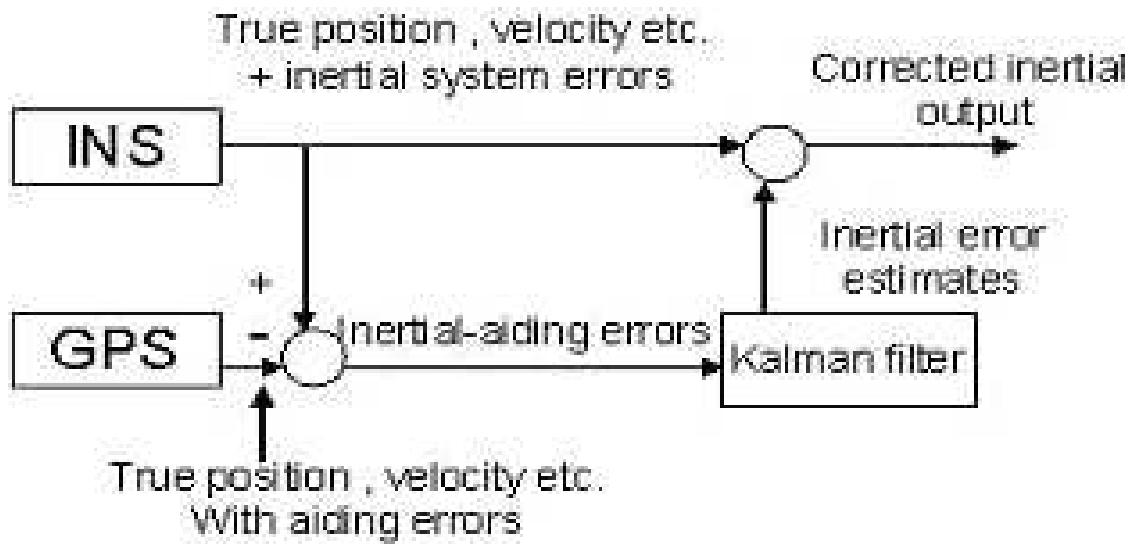 True position , velocity etc.
+ inertial system errors
Corrected inertial
output
INS
Inertial error
estimates
+
-
GPS
Inertial-aiding errors
Kalman filter
True position , velocity etc.
With aiding errors